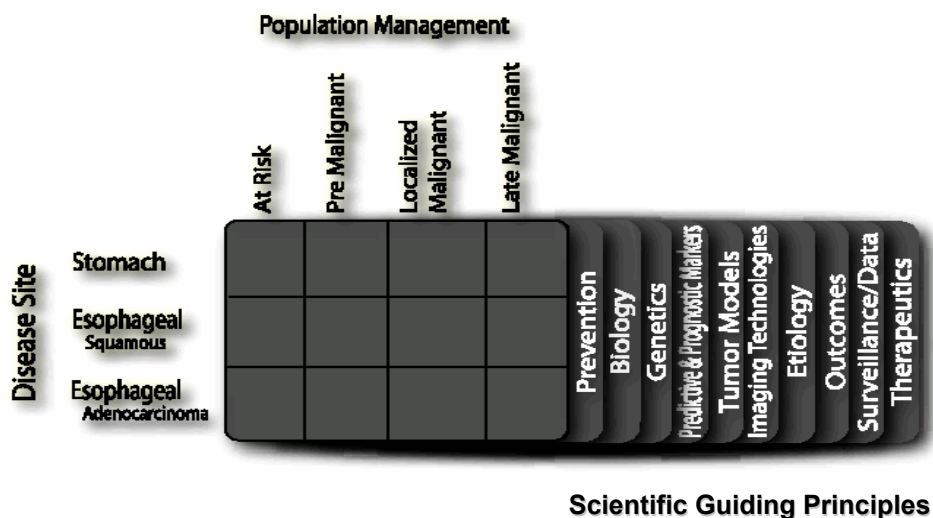 Population Management
At Risk
Pre Malignant
Localized
Malignant
Late Malignant
Disease Site
Stomach
Esophageal
Squamous
Esophageal
Adenocarcinoma
Prevention
Biology
Genetics
Predictive & Prognostic Markers
Tumor Models
Imaging Technologies
Etiology
Outcomes
Surveillance/Data
Therapeutics
Scientific Guiding Principles